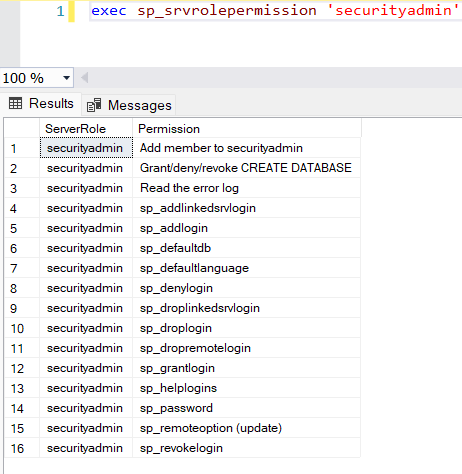 1 exec sp_srvrolepermission 'securityadmin'
100 %
Results Messages
ServerRole Permission
1 securityadmin Add member to securityadmin
2 securityadmin Grant/deny/revoke CREATE DATABASE
3 securityadmin Read the error log
4 securityadmin sp_addlinkedsrvlogin
5 securityadmin sp_addlogin
6 securityadmin sp_defaultdb
7 securityadmin sp_defaultlanguage
8 securityadmin sp_denylogin
9 securityadmin sp_droplinkedsrvlogin
10 securityadmin sp_droplogin
11 securityadmin sp_dropremotelogin
12 securityadmin sp_grantlogin
13 securityadmin sp_helplogins
14 securityadmin sp_password
15 securityadmin sp_remoteoption (update)
16 securityadmin sp_revokelogin